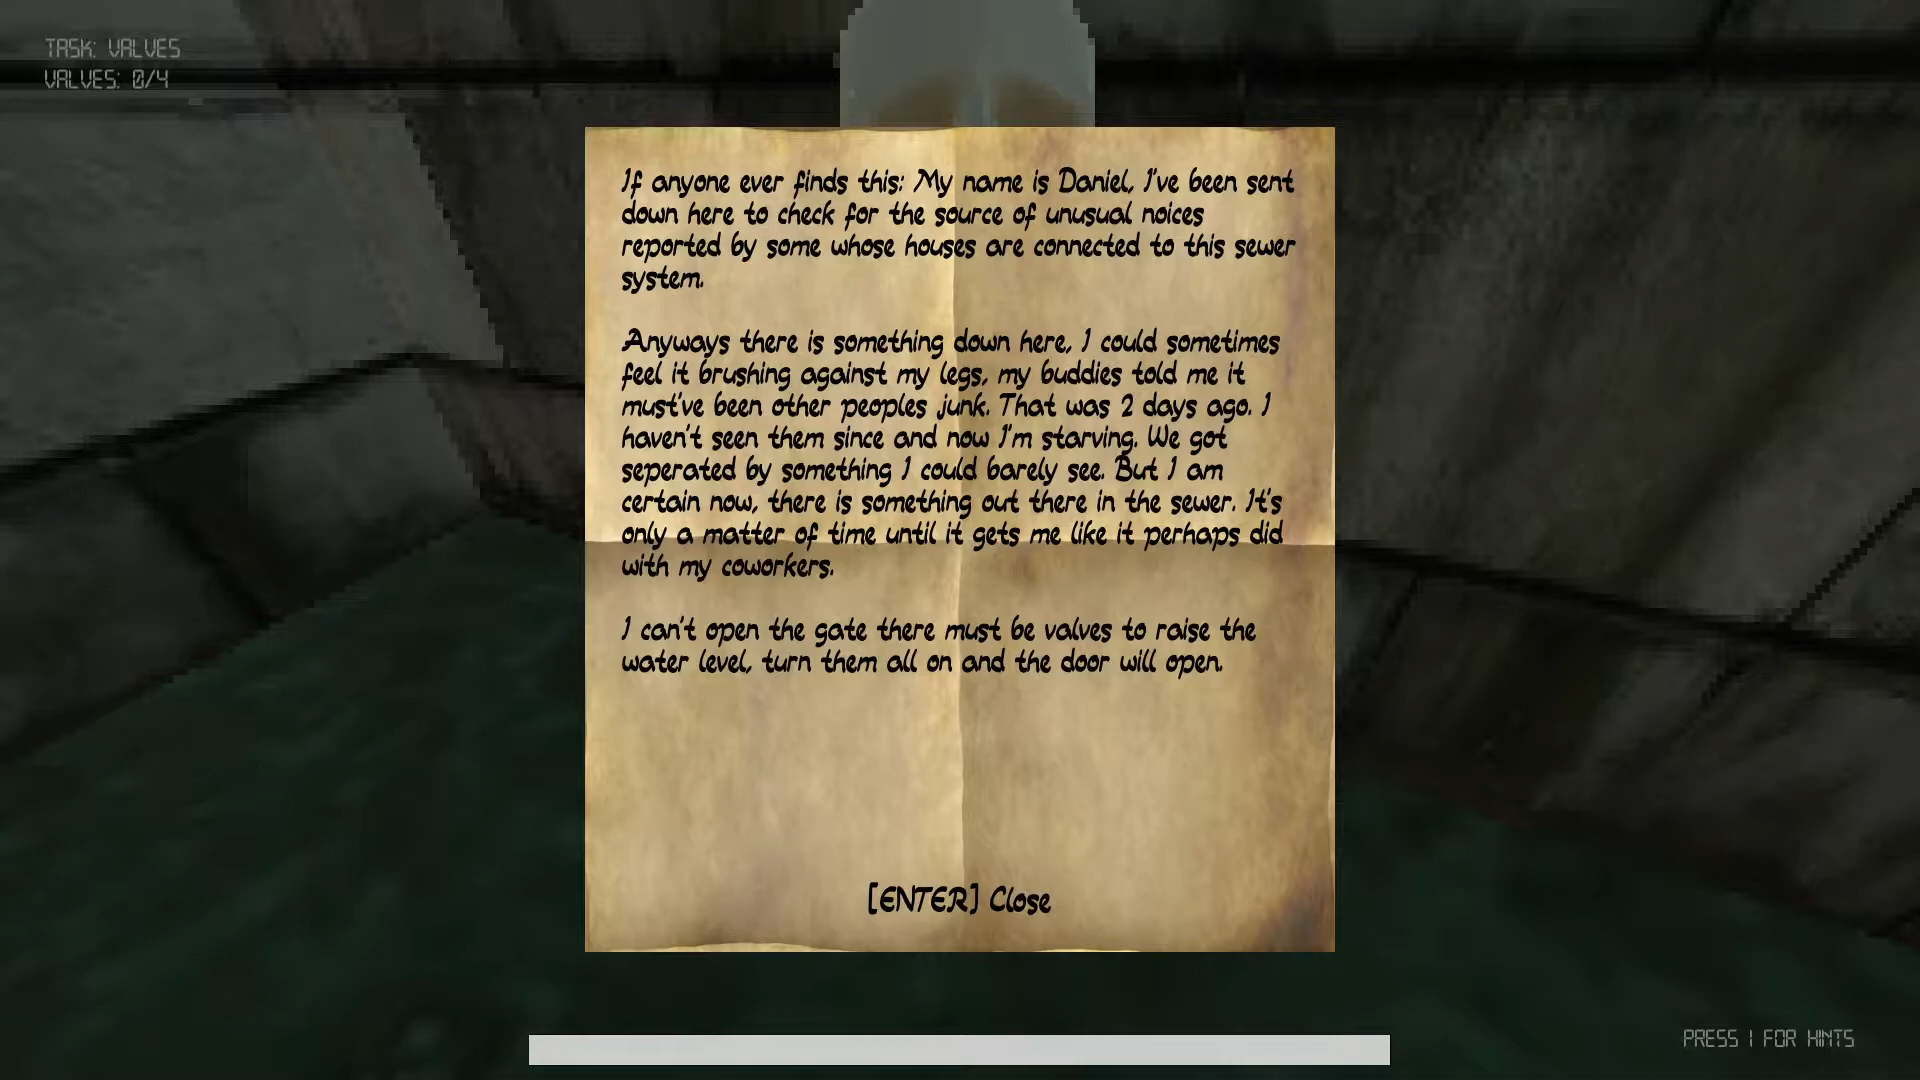 TASK: VALVES
VALVES: 0/4
If anyone ever finds this: My name is Daniel, I've been sent
down here to check for the source of unusual noices
reported by some whose houses are connected to this sewer
system.
Anyways there is something down here, I could sometimes
feel it brushing against my legs, my buddies told me it
must've been other peoples junk. That was 2 days ago. I
haven't seen them since and now I'm starving. We got
seperated by something I could barely see. But I am
certain now, there is something out there in the sewer. It's
only a matter of time until it gets me like it perhaps did
with my coworkers.
I can't open the gate there must be valves to raise the
water level, turn them all on and the door will open.
[ENTER] Close
PRESS I FOR HINTS